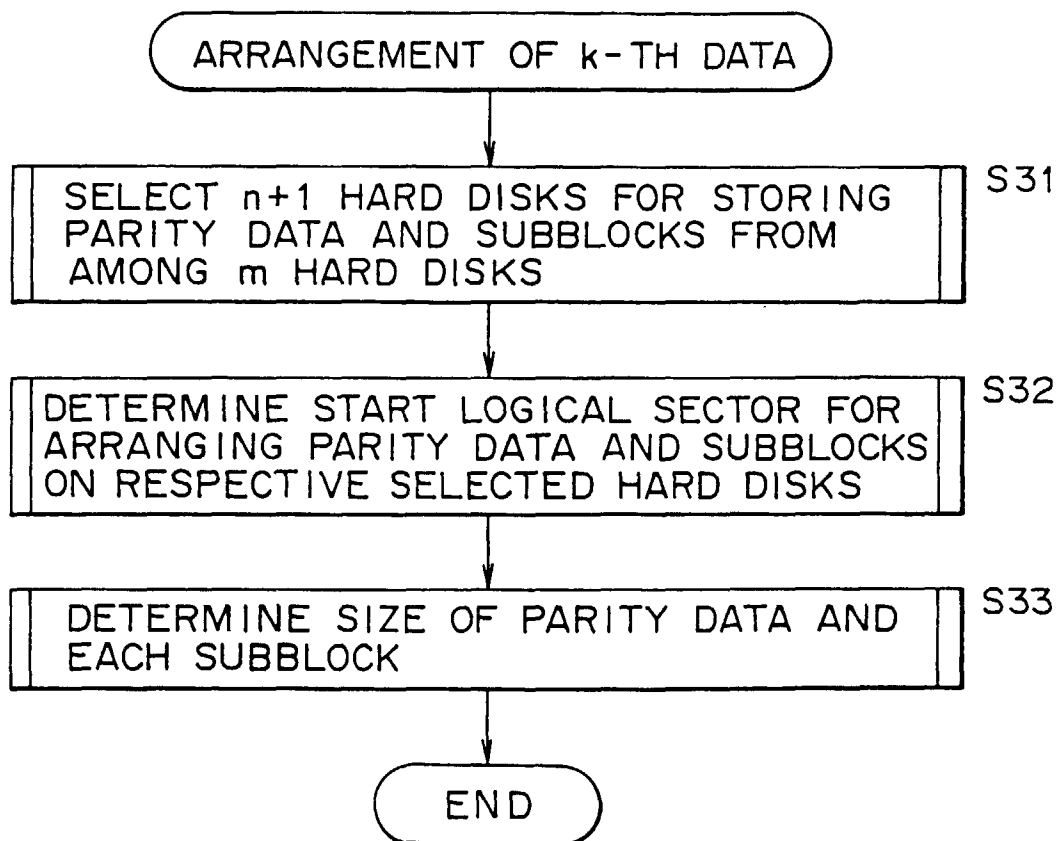 ARRANGEMENT OF k-TH DATA
S31
SELECT n+1 HARD DISKS FOR STORING
PARITY DATA AND SUBBLOCKS FROM
AMONG m HARD DISKS
S32
DETERMINE START LOGICAL SECTOR FOR
ARRANGING PARITY DATA AND SUBBLOCKS
ON RESPECTIVE SELECTED HARD DISKS
S33
DETERMINE SIZE OF PARITY DATA AND
EACH SUBBLOCK
END